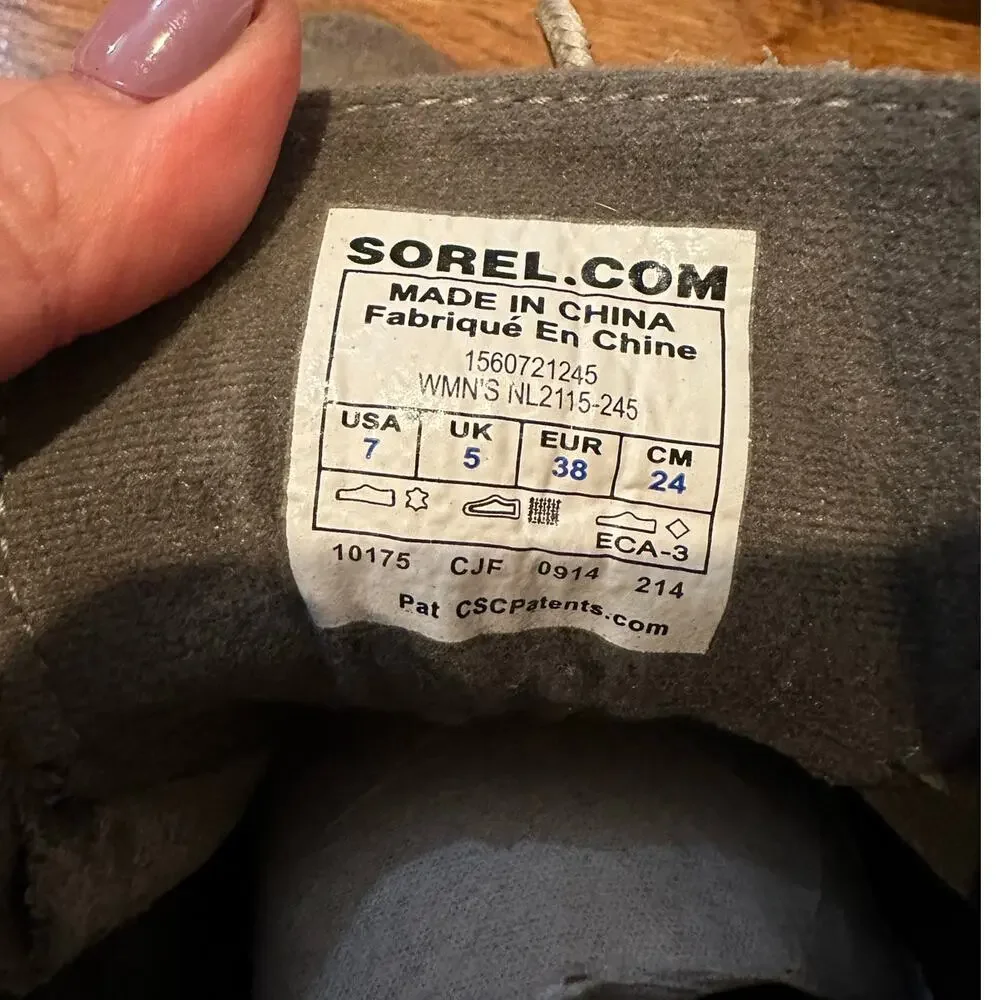 SOREL.COM
MADE IN CHINA
Fabriqué En Chine
1560721245
WMN'S NL2115-245
USA UK EUR CM
7 5 38 24
ECA-3
10175 CJF 0914 214
Pat CSCPatents.com